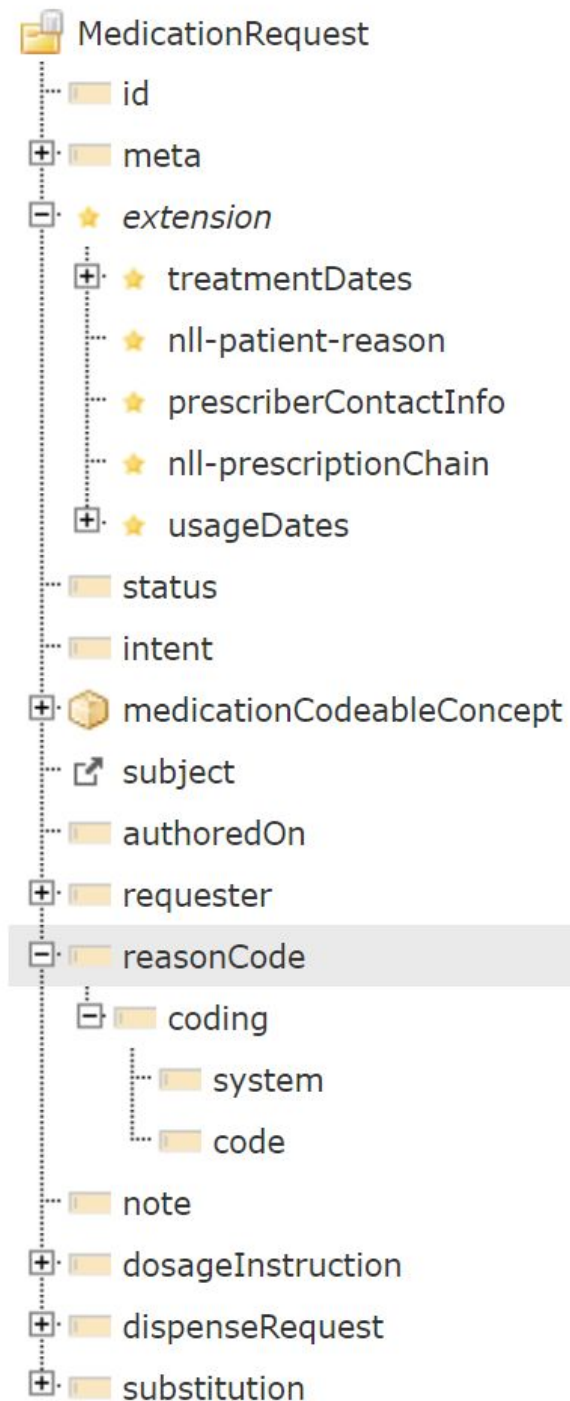 MedicationRequest
id
meta
extension
treatmentDates
nll-patient-reason
prescriberContactInfo
nll-prescriptionChain
usageDates
status
intent
medicationCodeableConcept
subject
authoredOn
requester
reasonCode
coding
system
code
note
dosageInstruction
dispenseRequest
substitution